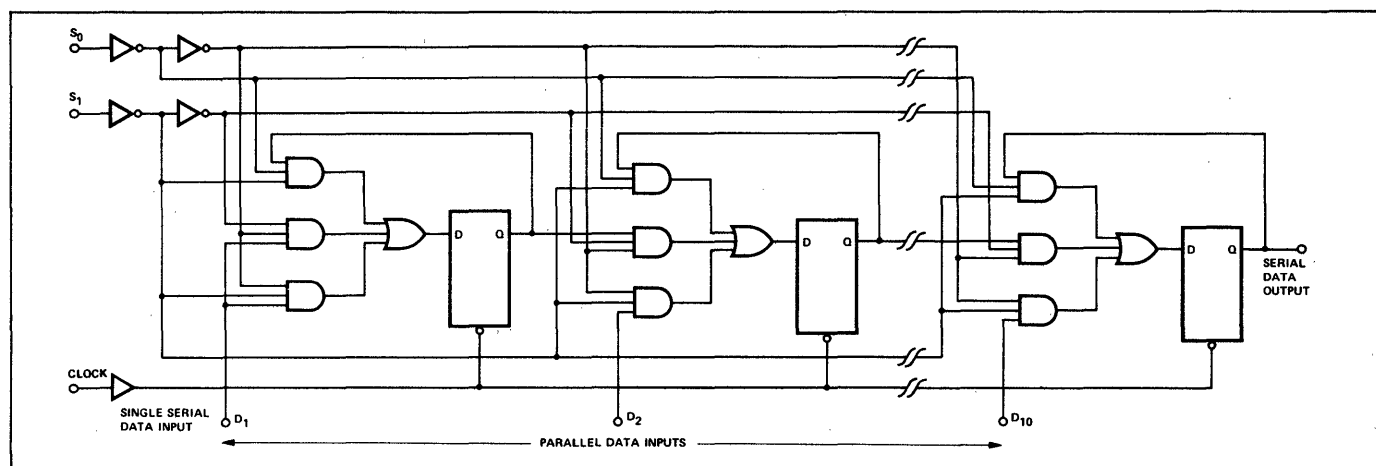 S0
S1
D Q
D Q
D Q
SERIAL
DATA
OUTPUT
CLOCK
SINGLE SERIAL
DATA INPUT
D1
D2
D10
PARALLEL DATA INPUTS